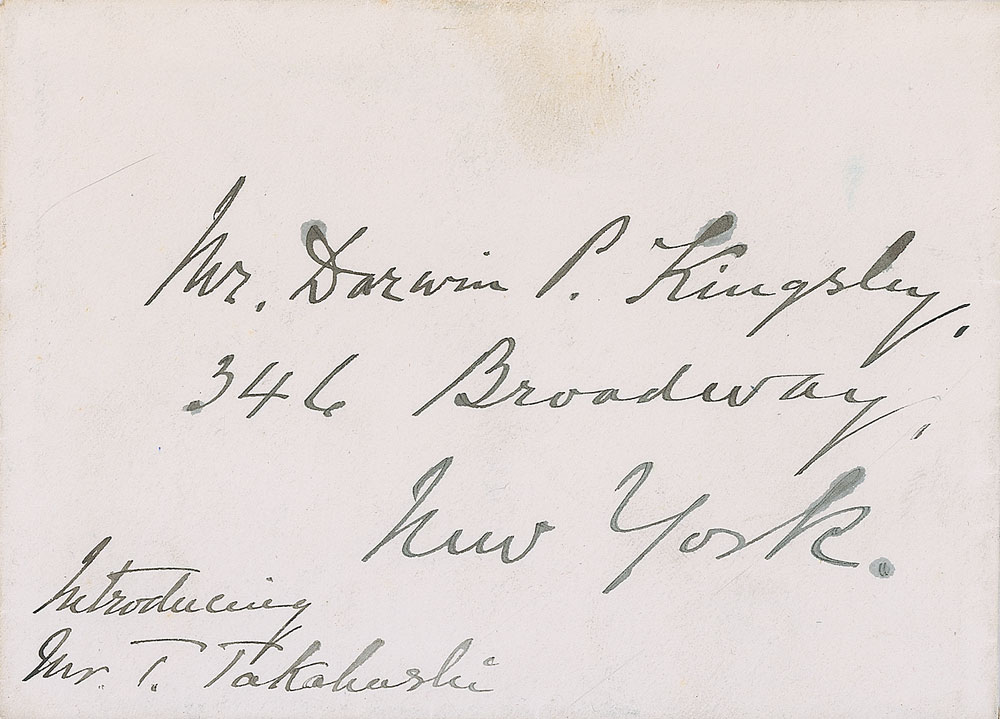 Mr. Darwin P. Kingsley.
346 Broadway,
New York.
Introducing
Mr. T. Takahashi